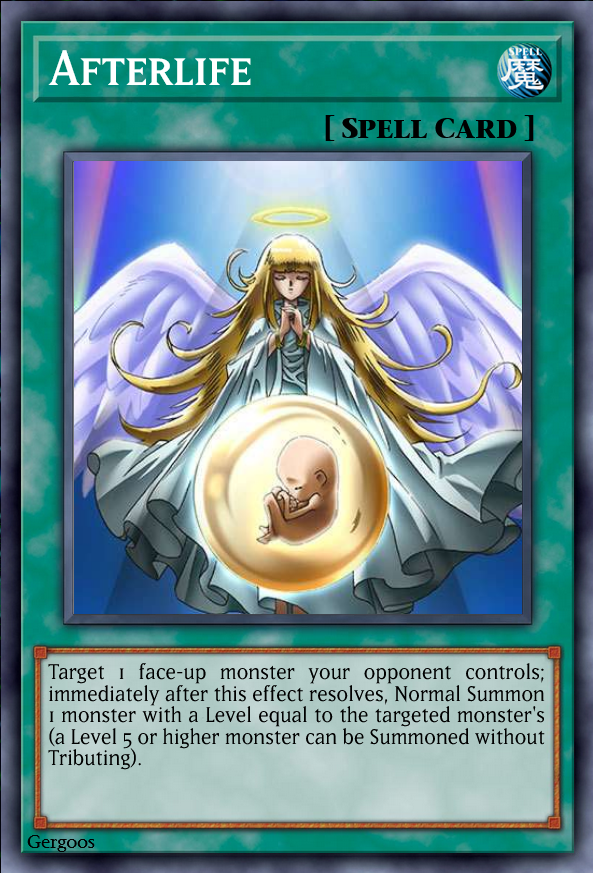 AFTERLIFE
SPELL
魔
[ SPELL CARD ]
Target 1 face-up monster your opponent controls;
immediately after this effect resolves, Normal Summon
1 monster with a Level equal to the targeted monster's
(a Level 5 or higher monster can be Summoned without
Tributing).
Gergoos